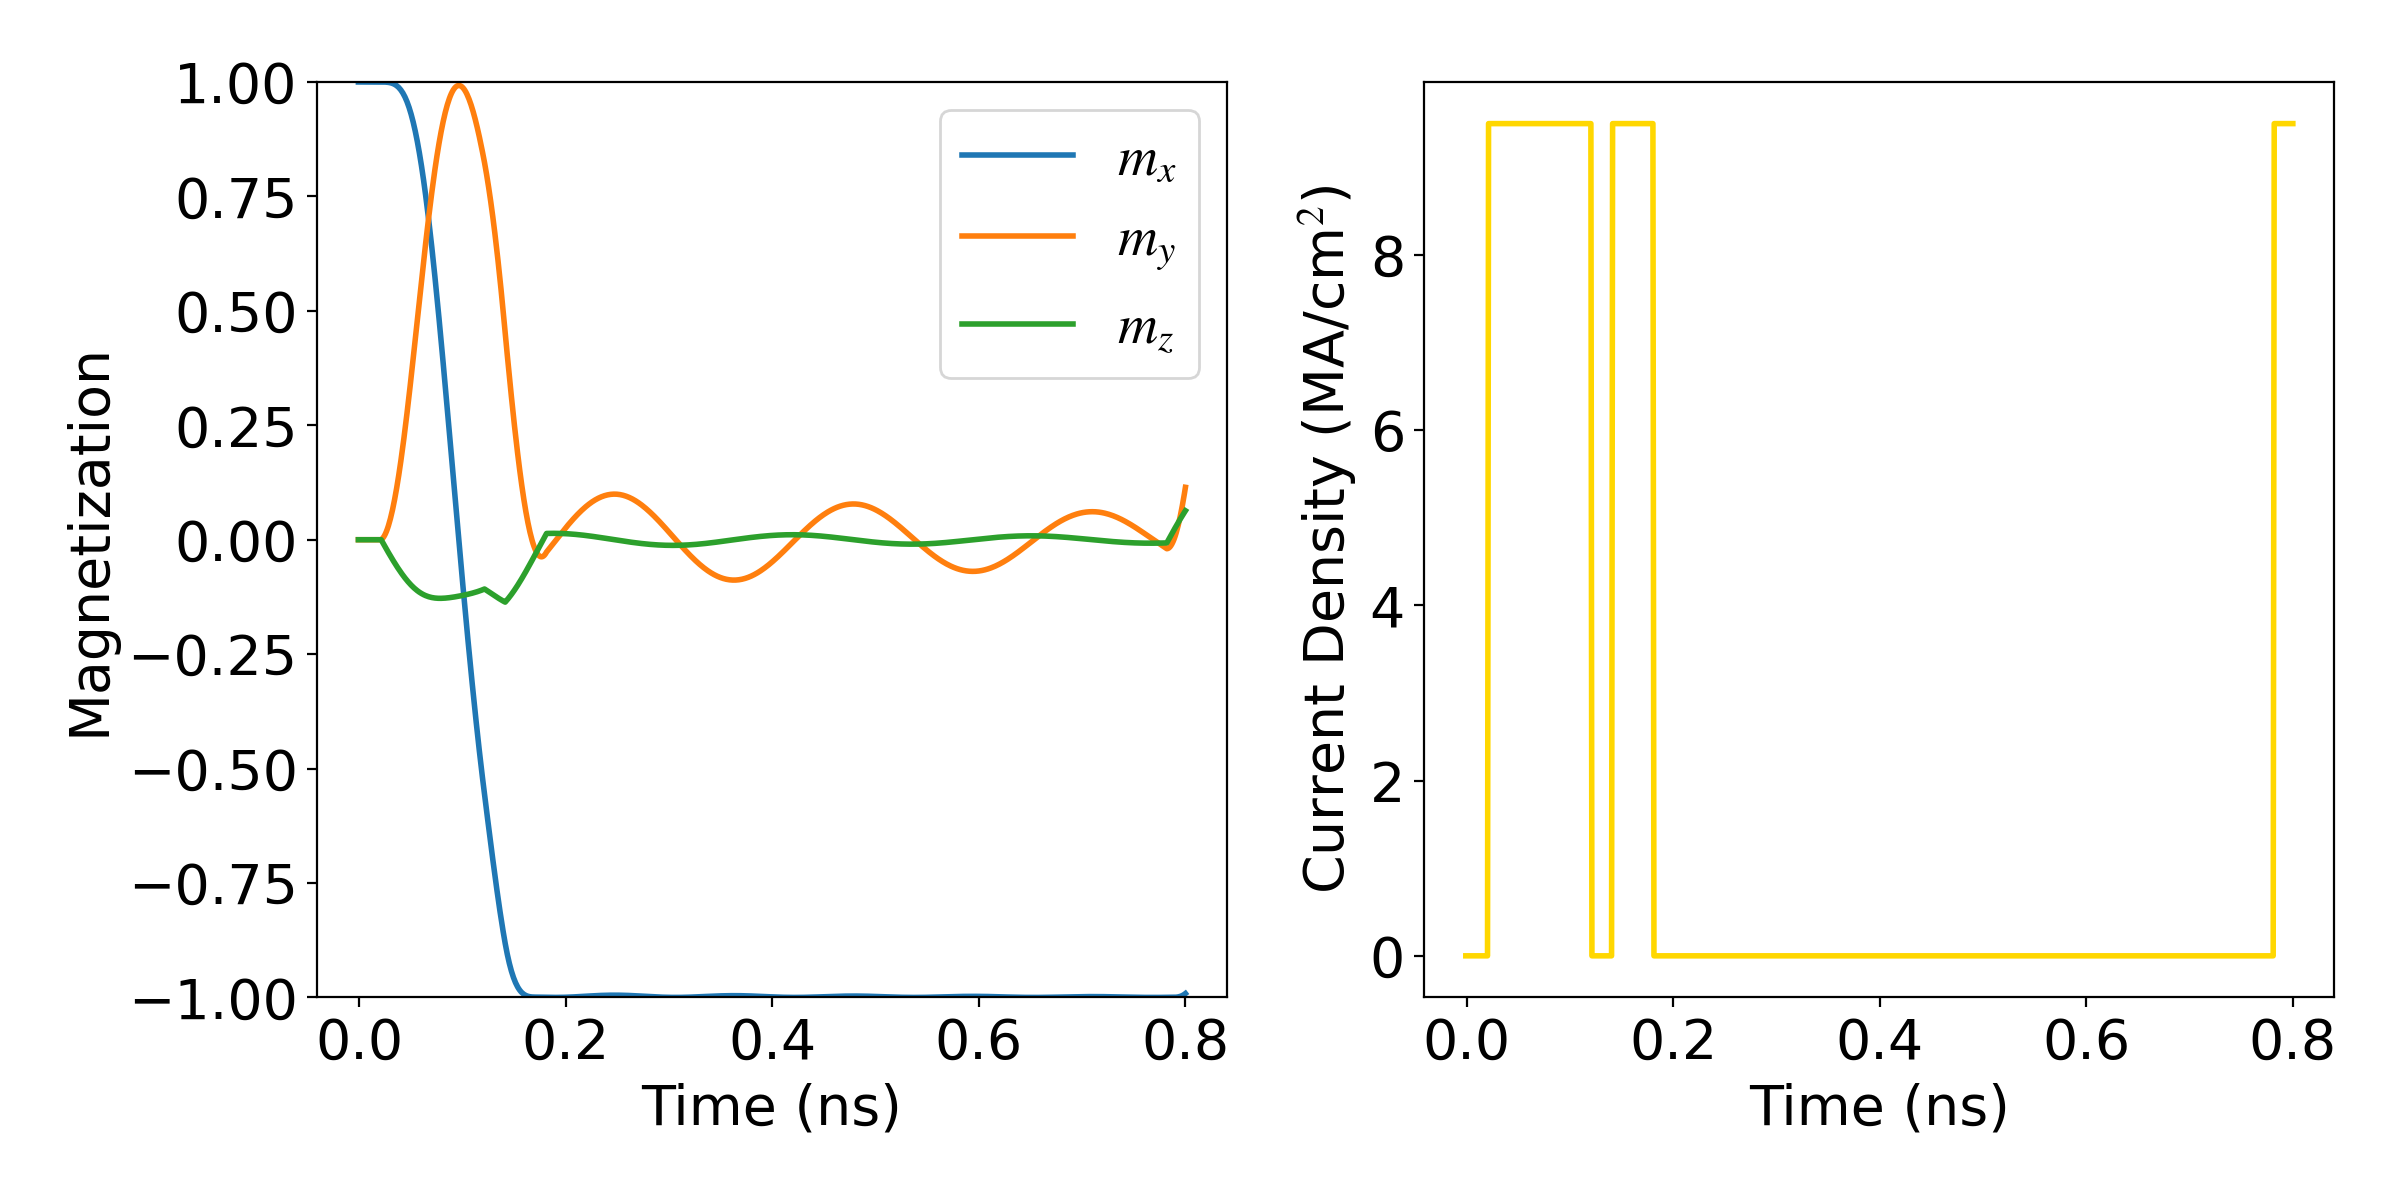 1.00
0.75
0.50
0.25
0.00
−0.25
−0.50
−0.75
−1.00
Magnetization
0.0 0.2 0.4 0.6 0.8
Time (ns)
m_x
m_y
m_z
8
6
4
2
0
Current Density (MA/cm²)
0.0 0.2 0.4 0.6 0.8
Time (ns)